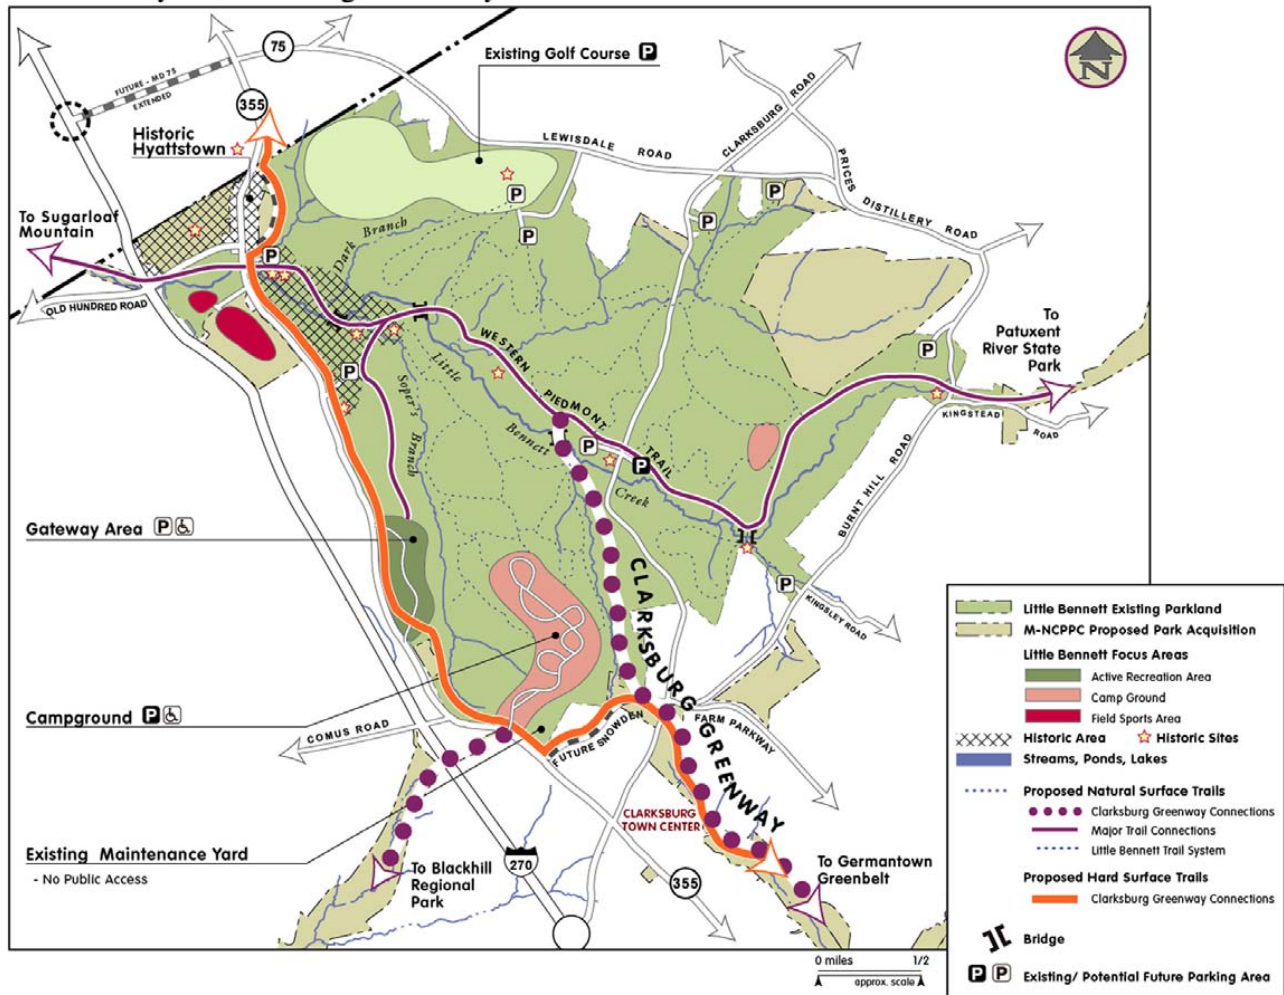 75
FUTURE - MD 75
EXTENDED
355
Existing Golf Course P
Historic
Hyattstown
LEWISDALE ROAD
CLARKSBURG ROAD
PRICES
DISTILLERY ROAD
N
To Sugarloaf
Mountain
OLD HUNDRED ROAD
Dark Branch
P
P
P
P
P
P
P
WESTERN
PIEDMONT
TRAIL
Little
Bennett
Creek
Soper's
Branch
P
P
To
Patuxent
River State
Park
KINGSTEAD
ROAD
BURNT HILL ROAD
KINGSLEY ROAD
P
Gateway Area P
CLARKSBURG GREENWAY
Campground P
COMUS ROAD
FUTURE SNOWDEN
FARM PARKWAY
CLARKSBURG
TOWN CENTER
Existing Maintenance Yard
- No Public Access
To Blackhill
Regional
Park
270
355
To Germantown
Greenbelt
Little Bennett Existing Parkland
M-NCPPC Proposed Park Acquisition
Little Bennett Focus Areas
Active Recreation Area
Camp Ground
Field Sports Area
Historic Area
Historic Sites
Streams, Ponds, Lakes
Proposed Natural Surface Trails
Clarksburg Greenway Connections
Major Trail Connections
Little Bennett Trail System
Proposed Hard Surface Trails
Clarksburg Greenway Connections
Bridge
P P Existing/ Potential Future Parking Area
0 miles 1/2
approx. scale